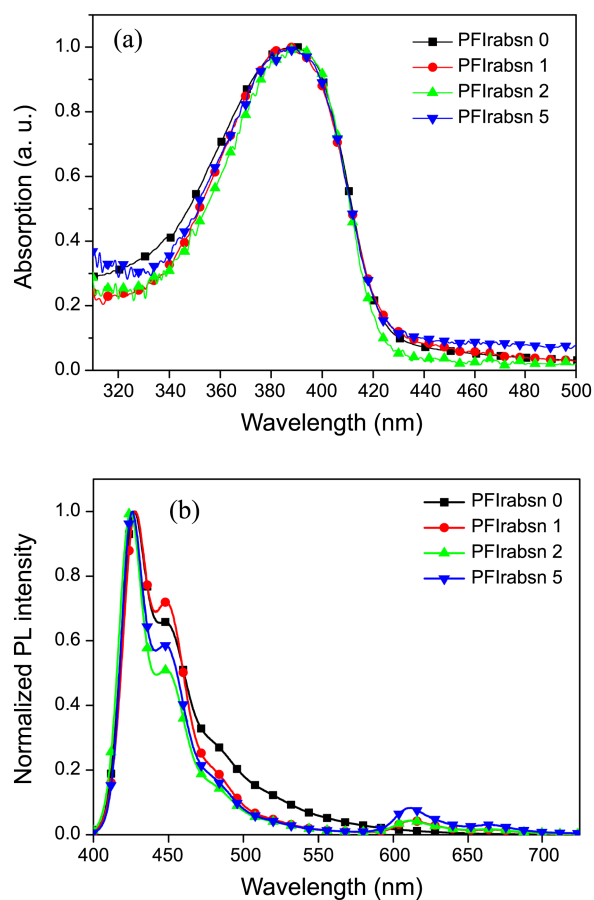 (a)
PFIrabsn 0
PFIrabsn 1
PFIrabsn 2
PFIrabsn 5
Absorption (a. u.)
1.0
0.8
0.6
0.4
0.2
0.0
320 340 360 380 400 420 440 460 480 500
Wavelength (nm)
(b)
PFIrabsn 0
PFIrabsn 1
PFIrabsn 2
PFIrabsn 5
Normalized PL intensity
1.0
0.8
0.6
0.4
0.2
0.0
400 450 500 550 600 650 700
Wavelength (nm)